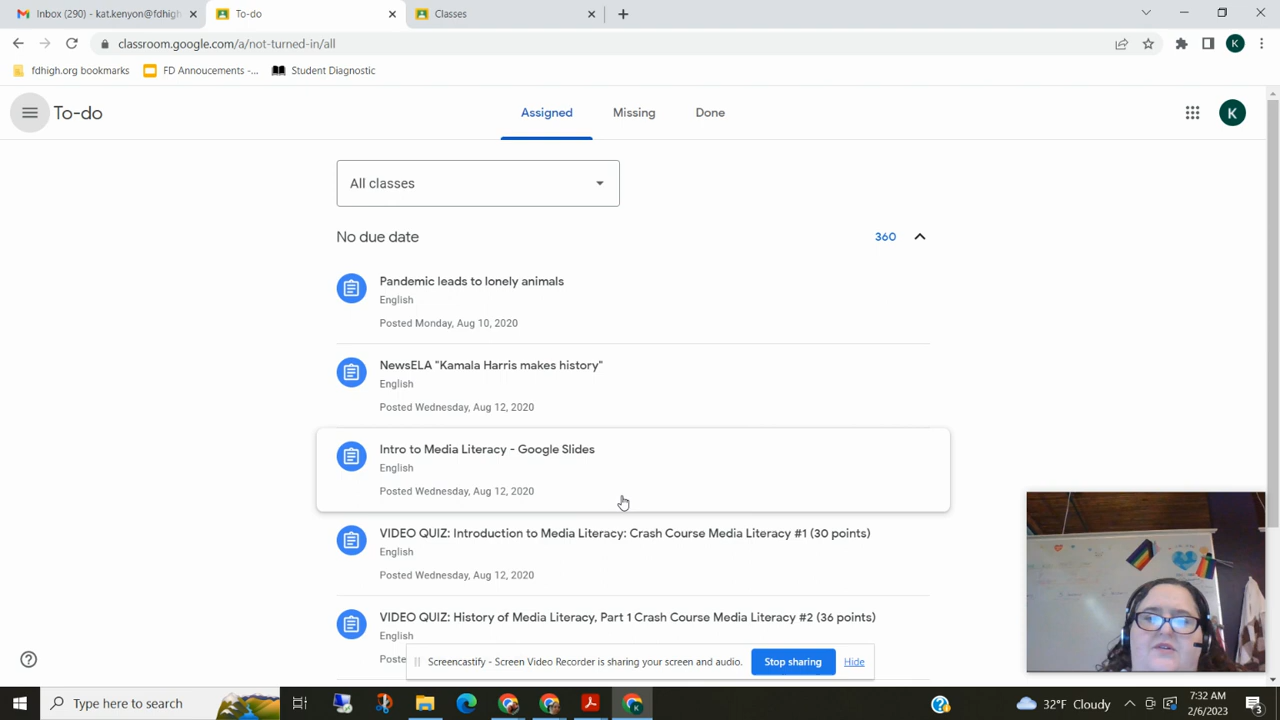 Inbox (290) - kat.kenyon@fdhigh
To-do
Classes
classroom.google.com/a/not-turned-in/all
K
fdhigh.org bookmarks
FD Annoucements -...
Student Diagnostic
To-do
Assigned
Missing
Done
K
All classes
No due date
360
Pandemic leads to lonely animals
English
Posted Monday, Aug 10, 2020
NewsELA "Kamala Harris makes history"
English
Posted Wednesday, Aug 12, 2020
Intro to Media Literacy - Google Slides
English
Posted Wednesday, Aug 12, 2020
VIDEO QUIZ: Introduction to Media Literacy: Crash Course Media Literacy #1 (30 points)
English
Posted Wednesday, Aug 12, 2020
VIDEO QUIZ: History of Media Literacy, Part 1 Crash Course Media Literacy #2 (36 points)
English
Poste
Screencastify - Screen Video Recorder is sharing your screen and audio.
Stop sharing
Hide
Type here to search
32°F Cloudy
7:32 AM
2/6/2023
3